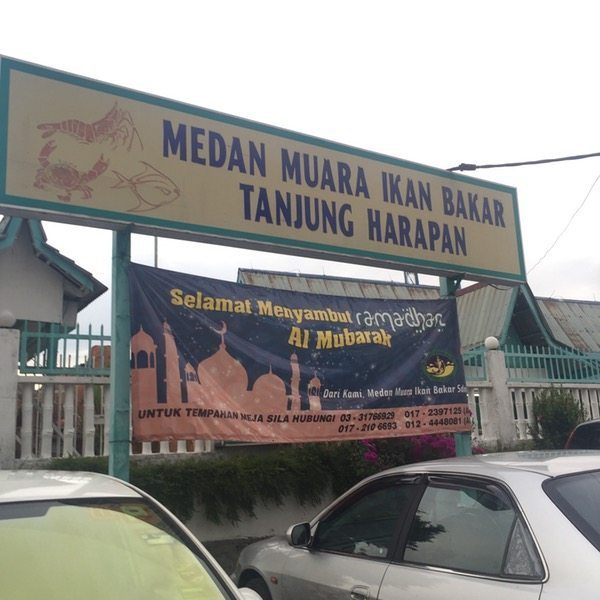 MEDAN MUARA IKAN BAKAR
TANJUNG HARAPAN
Selamat Menyambut ramadhan
Al Mubarak
Dari Kami, Medan Muara Ikan Bakar Sdn
UNTUK TEMPAHAN MEJA SILA HUBUNGI 03 - 31766929 017 - 2397125
017 - 210 6693 012 - 4448081